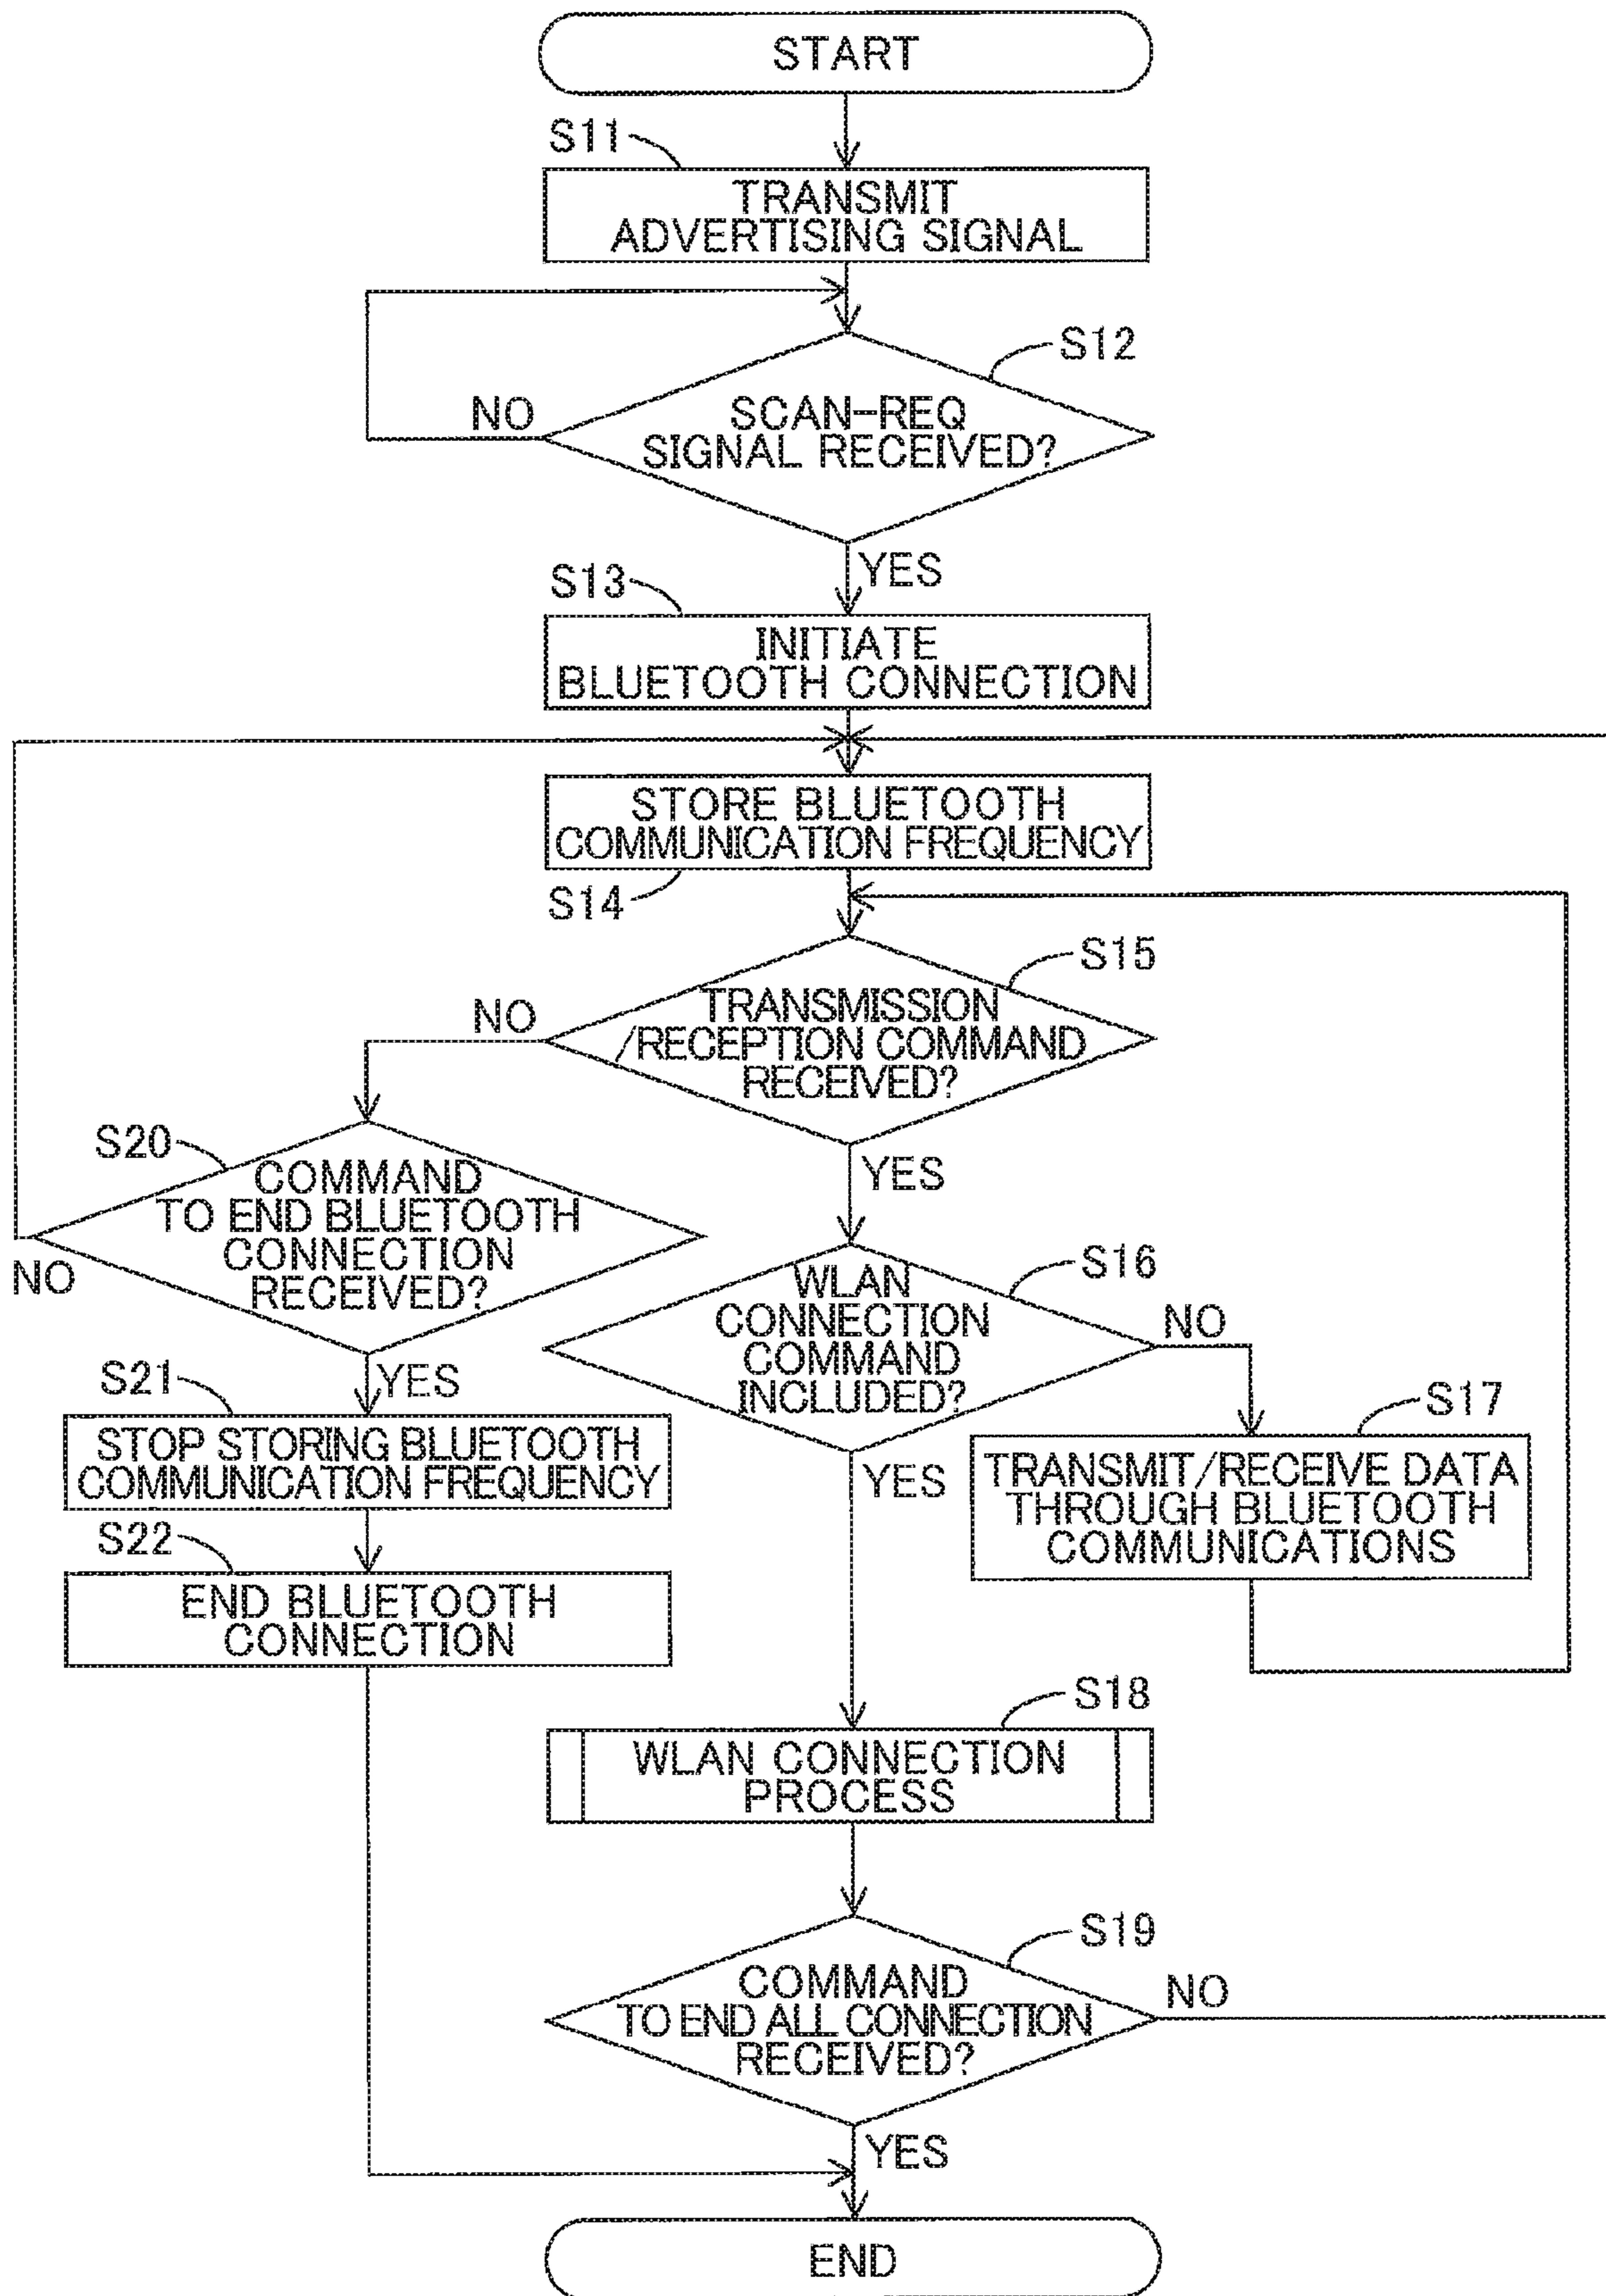 START
S11
TRANSMIT
ADVERTISING SIGNAL
S12
SCAN-REQ
SIGNAL RECEIVED?
NO
YES
S13
INITIATE
BLUETOOTH CONNECTION
STORE BLUETOOTH
COMMUNICATION FREQUENCY
S14
S15
TRANSMISSION
/RECEPTION COMMAND
RECEIVED?
NO
YES
S20
COMMAND
TO END BLUETOOTH
CONNECTION
RECEIVED?
NO
YES
S16
WLAN
CONNECTION
COMMAND
INCLUDED?
NO
YES
S21
STOP STORING BLUETOOTH
COMMUNICATION FREQUENCY
S17
TRANSMIT/RECEIVE DATA
THROUGH BLUETOOTH
COMMUNICATIONS
S22
END BLUETOOTH
CONNECTION
S18
WLAN CONNECTION
PROCESS
S19
COMMAND
TO END ALL CONNECTION
RECEIVED?
NO
YES
END